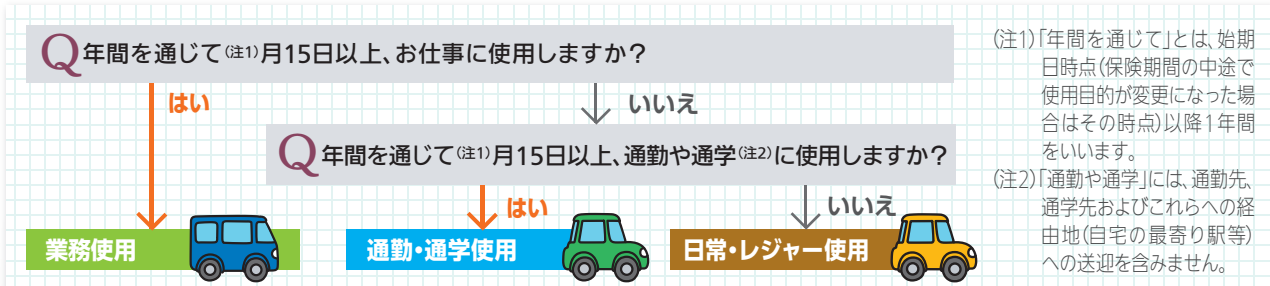 Q年間を通じて(注1)月15日以上、お仕事に使用しますか?
はい
いいえ
Q年間を通じて(注1)月15日以上、通勤や通学(注2)に使用しますか?
はい
いいえ
業務使用
通勤・通学使用
日常・レジャー使用
(注1)「年間を通じて」とは、始期
日時点(保険期間の中途で
使用目的が変更になった場
合はその時点)以降1年間
をいいます。
(注2)「通勤や通学」には、通勤先、
通学先およびこれらへの経
由地(自宅の最寄り駅等)
への送迎を含みません。